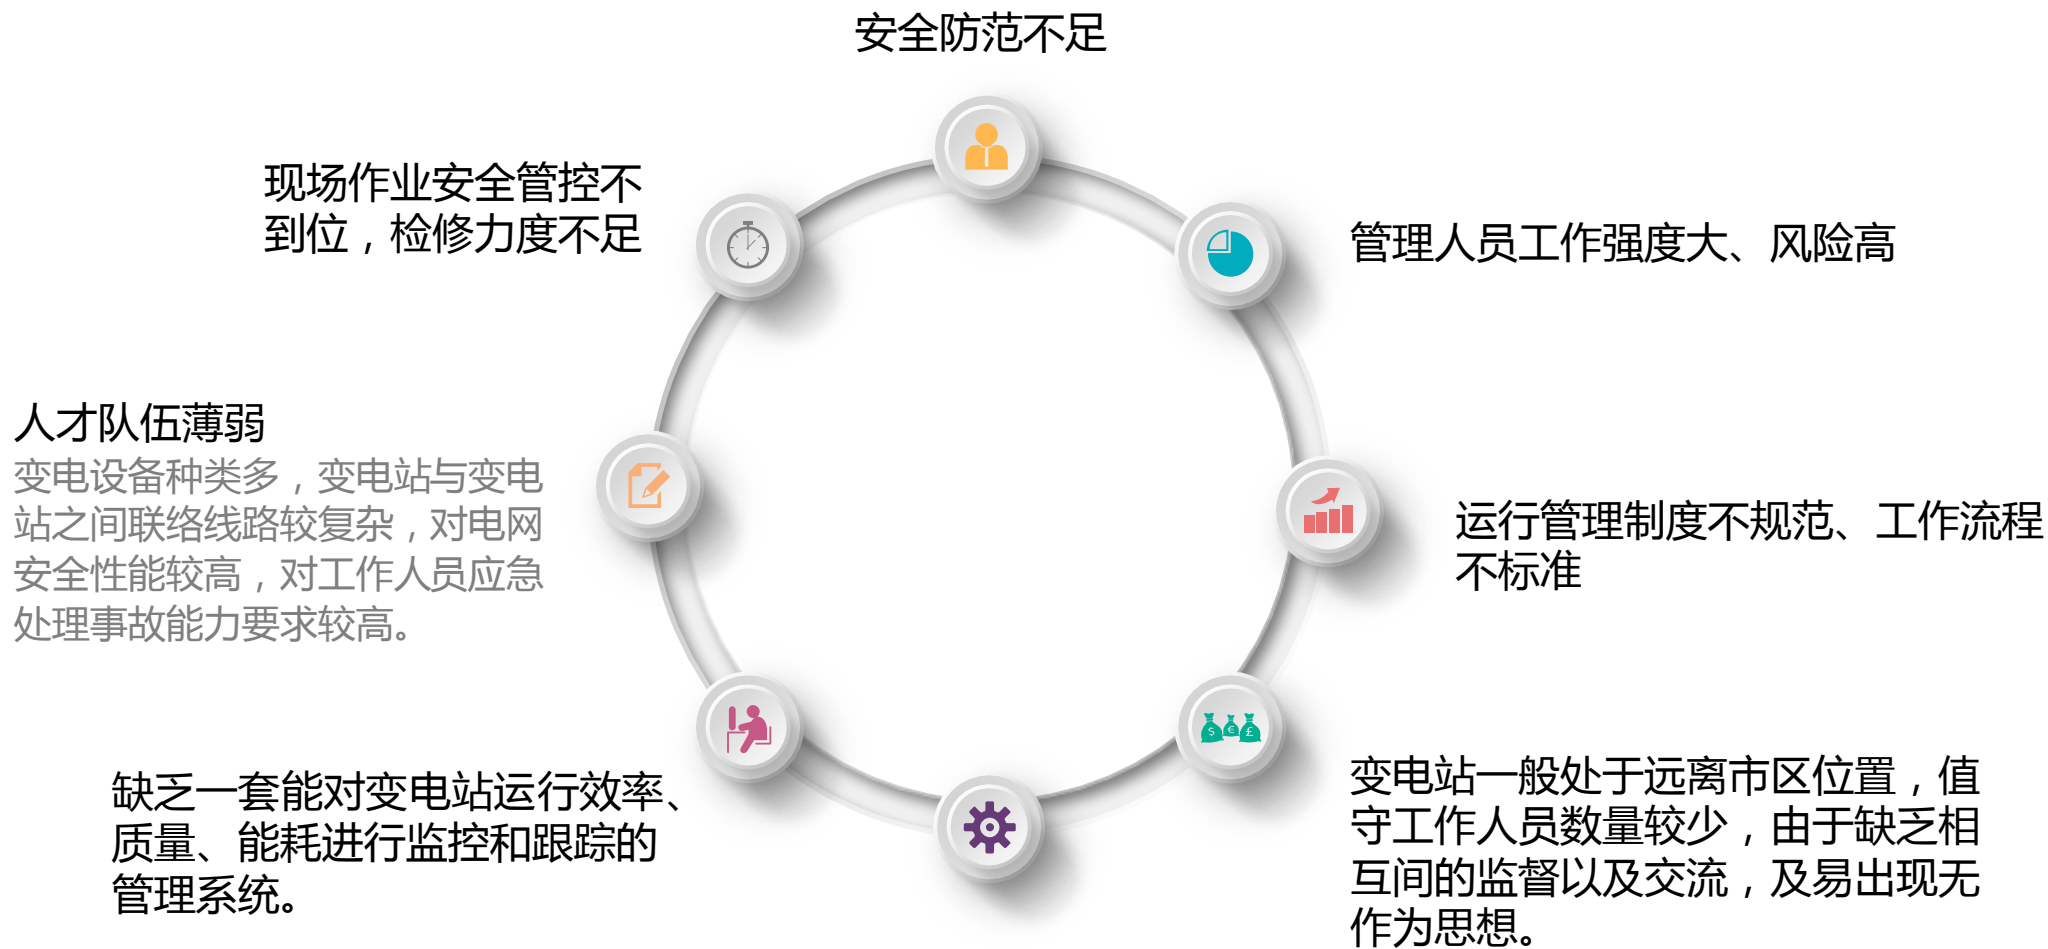 安全防范不足
现场作业安全管控不
到位，检修力度不足
管理人员工作强度大、风险高
人才队伍薄弱
变电设备种类多，变电站与变电
站之间联络线路较复杂，对电网
安全性能较高，对工作人员应急
处理事故能力要求较高。
运行管理制度不规范、工作流程
不标准
缺乏一套能对变电站运行效率、
质量、能耗进行监控和跟踪的
管理系统。
变电站一般处于远离市区位置，值
守工作人员数量较少，由于缺乏相
互间的监督以及交流，及易出现无
作为思想。